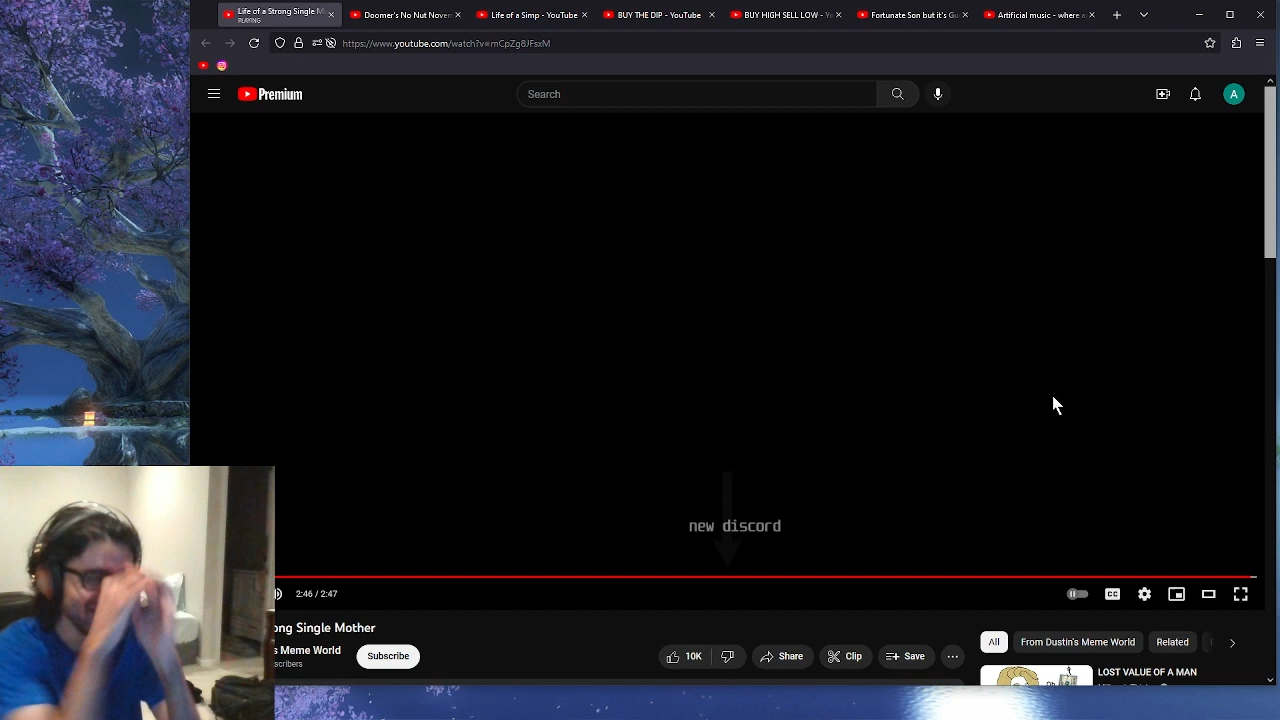 Life of a Strong Single M
PLAYING
Doomer's No Nut Novem
Life of a Simp - YouTube
BUY THE DIP - YouTube
BUY HIGH SELL LOW - Y
Fortunate Son but it's Gu
Artificial music - where a
https://www.youtube.com/watch?v=mCpZg8JFsxM
Premium
Search
A
new discord
2:46 / 2:47
CC
ong Single Mother
s Meme World
scribers
Subscribe
10K
Share
Clip
Save
All
From Dustin's Meme World
Related
LOST VALUE OF A MAN